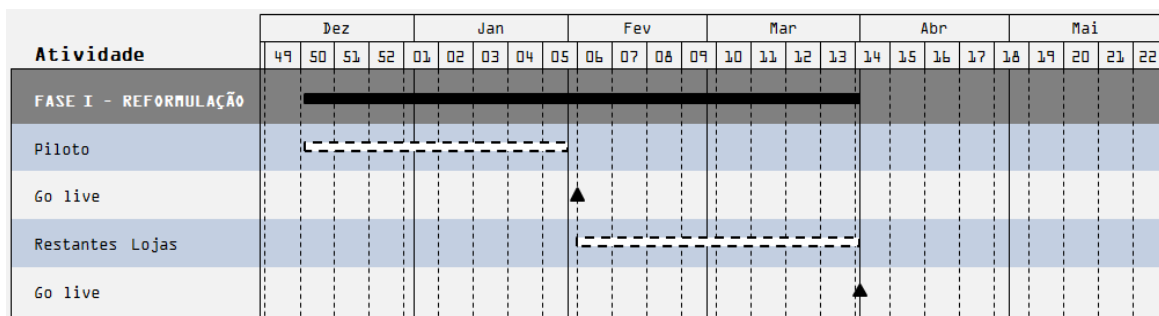 Dez Jan Fev Mar Abr Mai
Atividade 49 50 51 52 01 02 03 04 05 06 07 08 09 10 11 12 13 14 15 16 17 18 19 20 21 22
FASE I - REFORMULAÇÃO
Piloto
Go live
Restantes Lojas
Go live